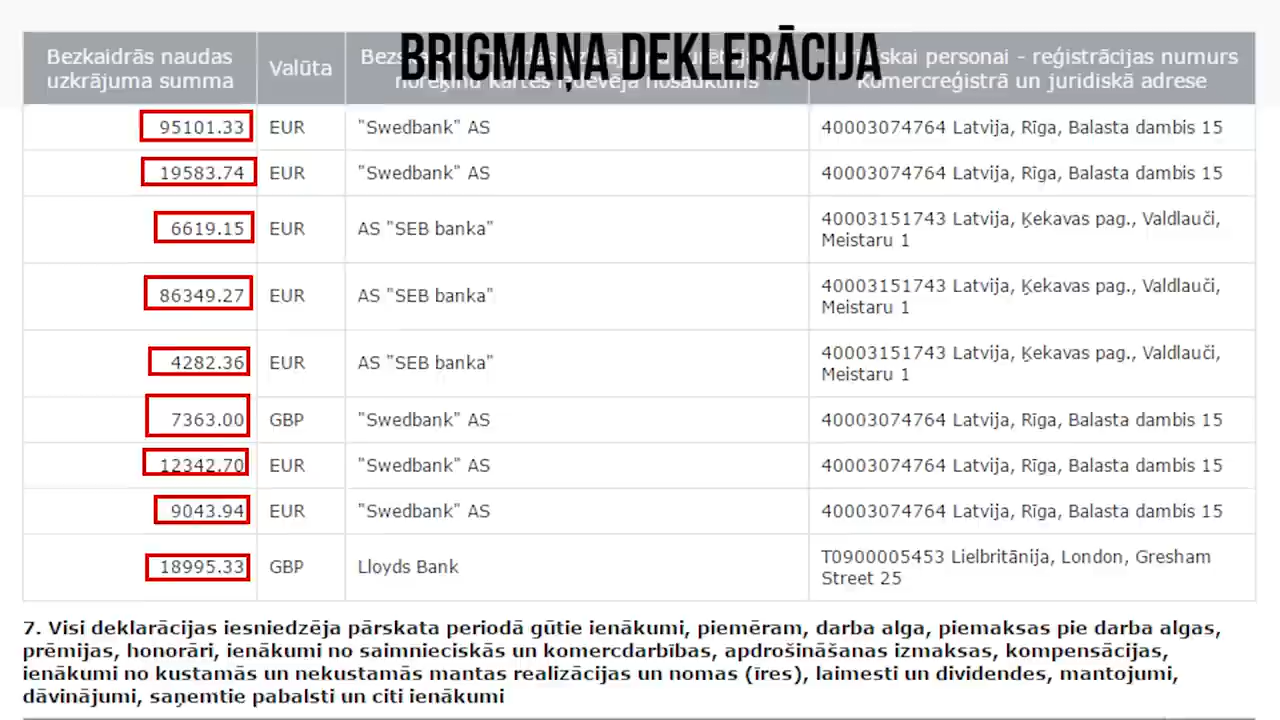 BRIGMAŅA DEKLERĀCIJA
Bezkaidrās naudas
uzkrājuma summa
Valūta
juridiskai personai - reģistrācijas numurs
Komercreģistrā un juridiskā adrese
95101.33 EUR "Swedbank" AS 40003074764 Latvija, Rīga, Balasta dambis 15
19583.74 EUR "Swedbank" AS 40003074764 Latvija, Rīga, Balasta dambis 15
6619.15 EUR AS "SEB banka" 40003151743 Latvija, Ķekavas pag., Valdlauči,
Meistaru 1
86349.27 EUR AS "SEB banka" 40003151743 Latvija, Ķekavas pag., Valdlauči,
Meistaru 1
4282.36 EUR AS "SEB banka" 40003151743 Latvija, Ķekavas pag., Valdlauči,
Meistaru 1
7363.00 GBP "Swedbank" AS 40003074764 Latvija, Rīga, Balasta dambis 15
12342.70 EUR "Swedbank" AS 40003074764 Latvija, Rīga, Balasta dambis 15
9043.94 EUR "Swedbank" AS 40003074764 Latvija, Rīga, Balasta dambis 15
18995.33 GBP Lloyds Bank T0900005453 Lielbritānija, London, Gresham
Street 25
7. Visi deklarācijas iesniedzēja pārskata periodā gūtie ienākumi, piemēram, darba alga, piemaksas pie darba algas,
prēmijas, honorāri, ienākumi no saimnieciskās un komercdarbības, apdrošināšanas izmaksas, kompensācijas,
ienākumi no kustamās un nekustamās mantas realizācijas un nomas (īres), laimesti un dividendes, mantojumi,
dāvinājumi, saņemtie pabalsti un citi ienākumi